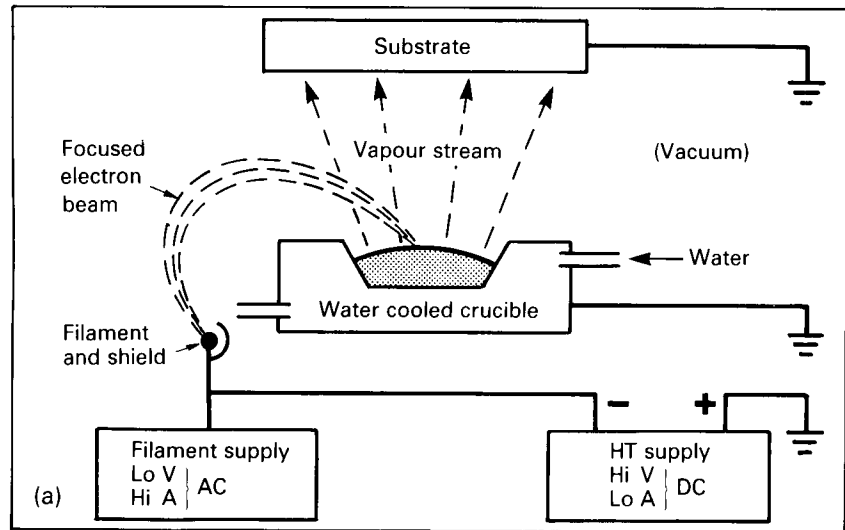 Substrate
Vapour stream
(Vacuum)
Focused
electron
beam
Water
Water cooled crucible
Filament
and shield
− +
Filament supply
Lo V
Hi A
AC
HT supply
Hi V
Lo A
DC
(a)